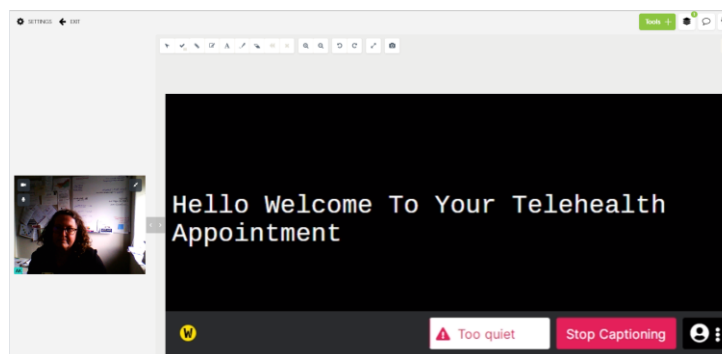 SETTINGS EXIT
Tools +
A
Hello Welcome To Your Telehealth
Appointment
W
Too quiet
Stop Captioning